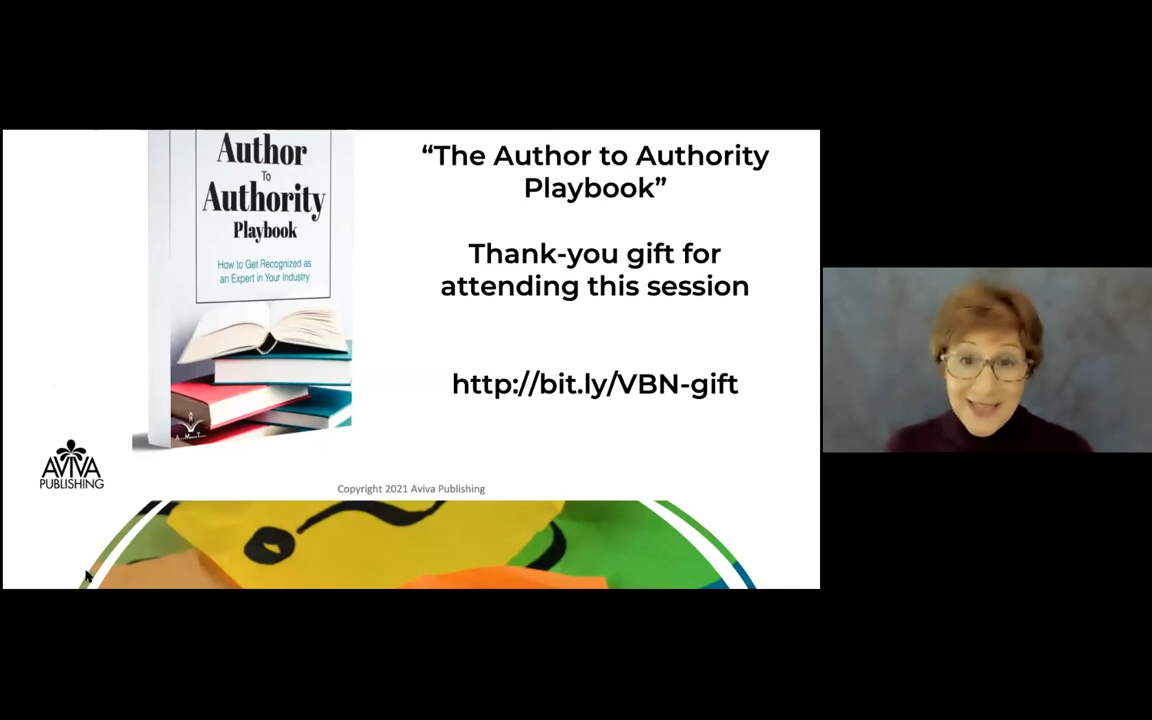 Author
To
Authority
Playbook
How to Get Recognized as
an Expert in Your Industry
A M T
AVIVA
PUBLISHING
“The Author to Authority
Playbook”
Thank-you gift for
attending this session
http://bit.ly/VBN-gift
Copyright 2021 Aviva Publishing